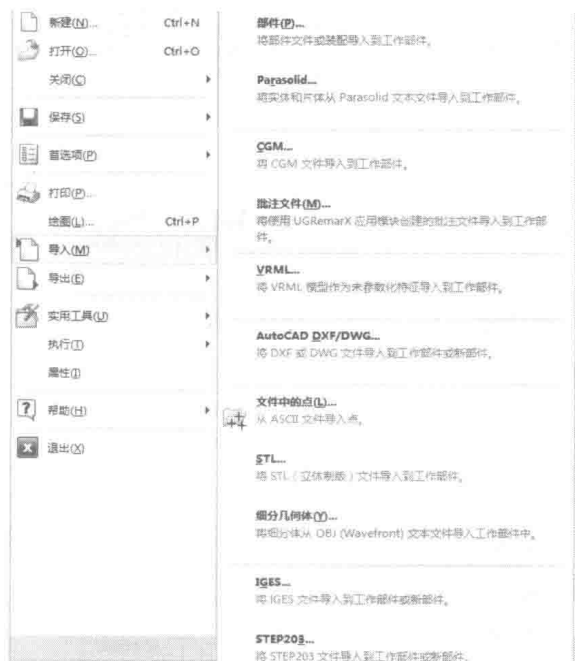 新建(N)... Ctrl+N
打开(O)... Ctrl+O
关闭(C)
保存(S)
首选项(P)
打印(P)...
绘图(L)... Ctrl+P
导入(M)
导出(E)
实用工具(U)
执行(T)
属性(I)
帮助(H)
退出(X)
部件(P)...
将部件文件或装配导入到工作部件。
Parasolid...
将实体和片体从 Parasolid 文本文件导入到工作部件。
CGM...
将 CGM 文件导入到工作部件。
批注文件(M)...
将使用 UGRemarX 应用模块创建的批注文件导入到工作部
件。
VRML...
将 VRML 模型作为未参数化特征导入到工作部件。
AutoCAD DXF/DWG...
将 DXF 或 DWG 文件导入到工作部件或新部件。
文件中的点(L)...
从 ASCII 文件导入点。
STL...
将 STL（立体制版）文件导入到工作部件。
细分几何体(Y)...
将细分体从 OBJ (Wavefront) 文本文件导入工作部件中。
IGES...
将 IGES 文件导入到工作部件或新部件。
STEP203...
将 STEP203 文件导入到工作部件或新部件。